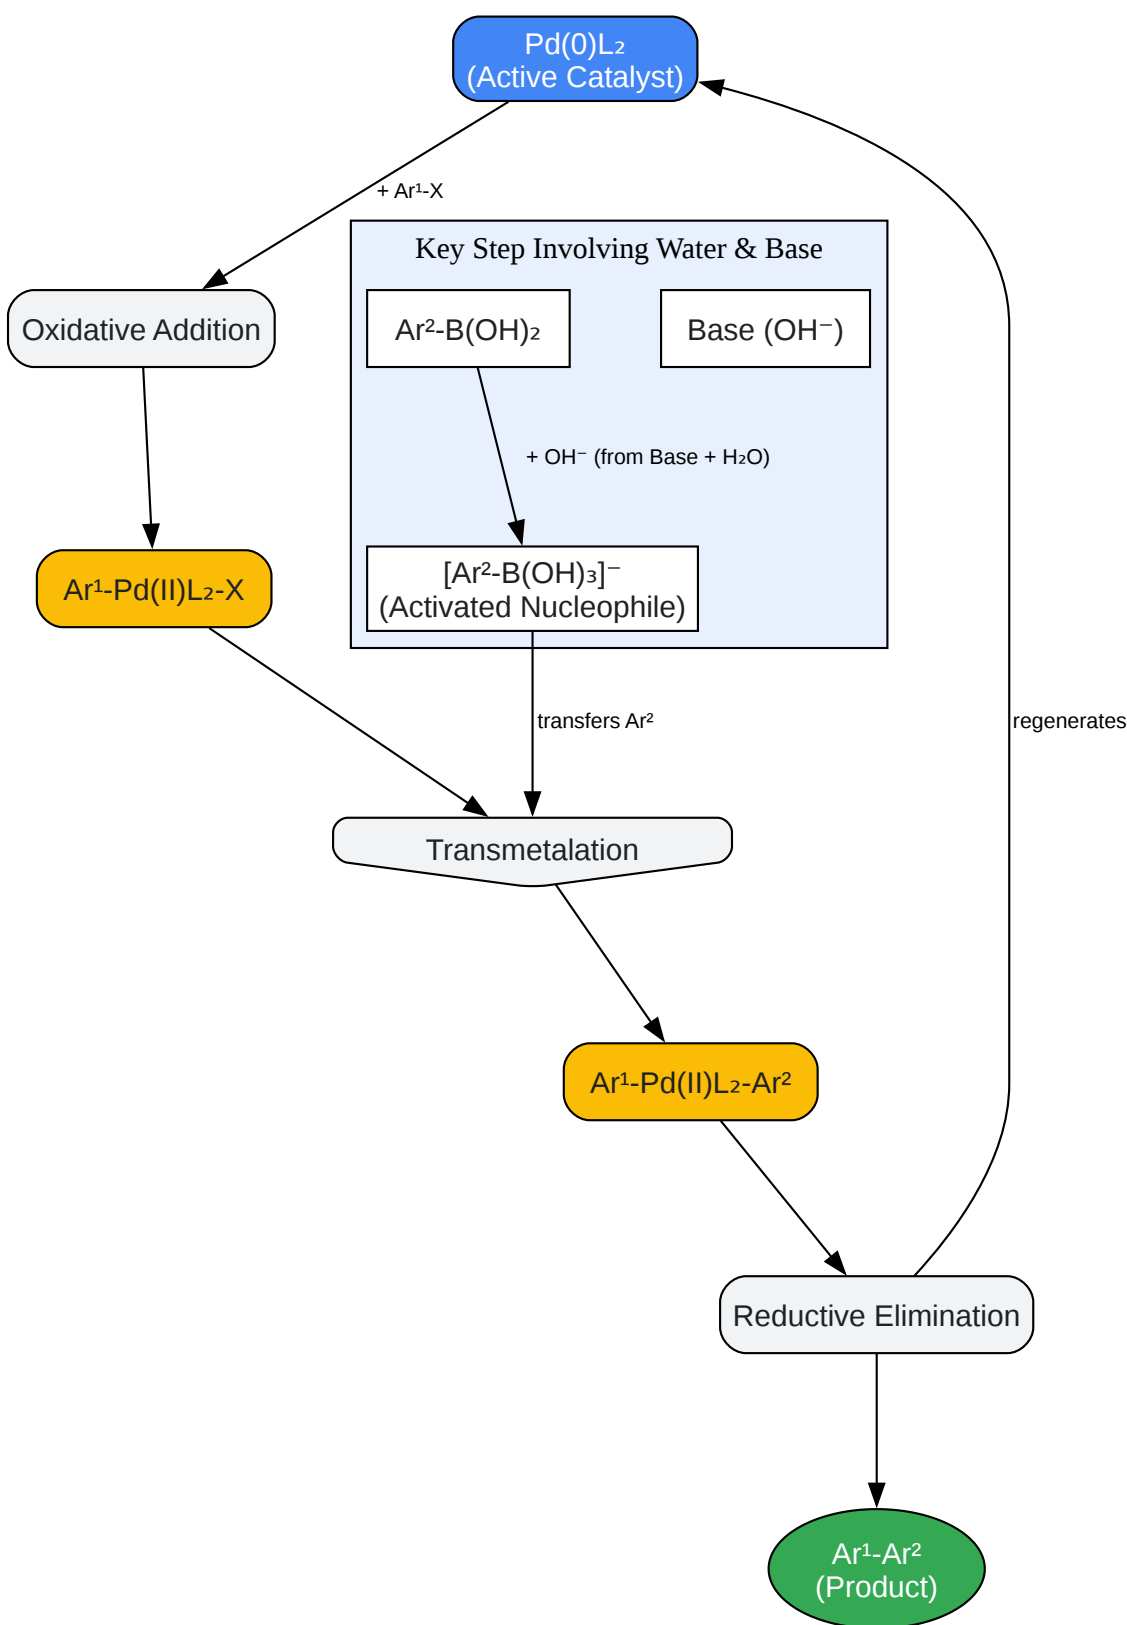 Pd(0)L₂
(Active Catalyst)
+ Ar¹-X
Key Step Involving Water & Base
Oxidative Addition
Ar²-B(OH)₂
Base (OH⁻)
+ OH⁻ (from Base + H₂O)
Ar¹-Pd(II)L₂-X
[Ar²-B(OH)₃]⁻
(Activated Nucleophile)
transfers Ar²
regenerates
Transmetalation
Ar¹-Pd(II)L₂-Ar²
Reductive Elimination
Ar¹-Ar²
(Product)